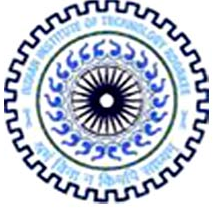 INDIAN INSTITUTE OF TECHNOLOGY ROORKEE
श्रमं विना न किमपि साध्यम्